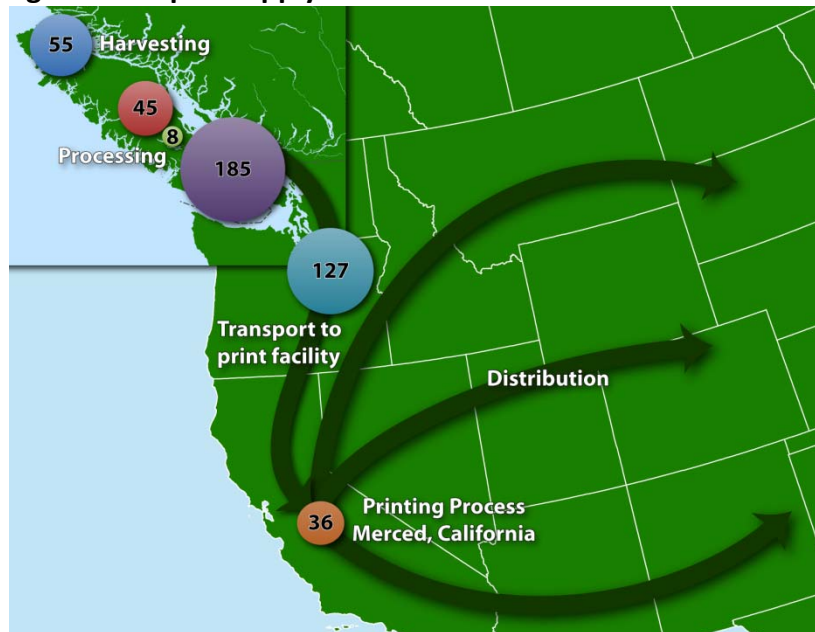 55 Harvesting
45
8
Processing
185
127
Transport to
print facility
Distribution
Printing Process
36
Merced, California